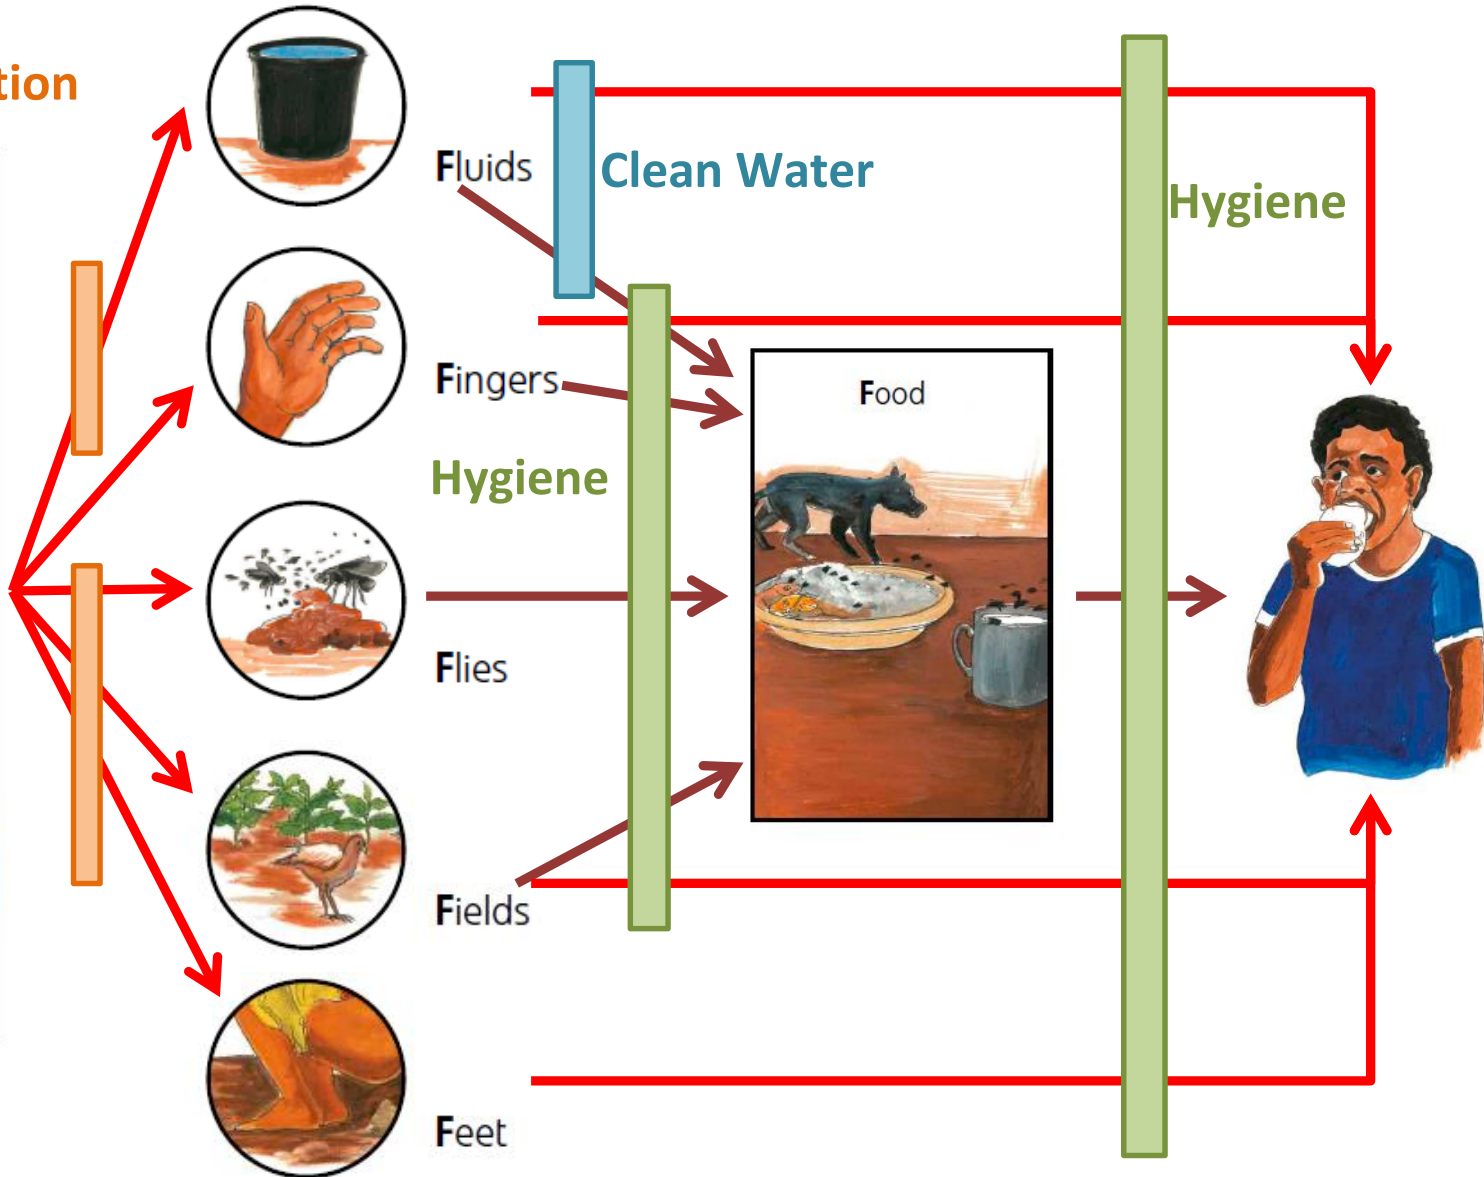 tion
Fluids
Clean Water
Hygiene
Fingers
Food
Hygiene
Flies
Fields
Feet